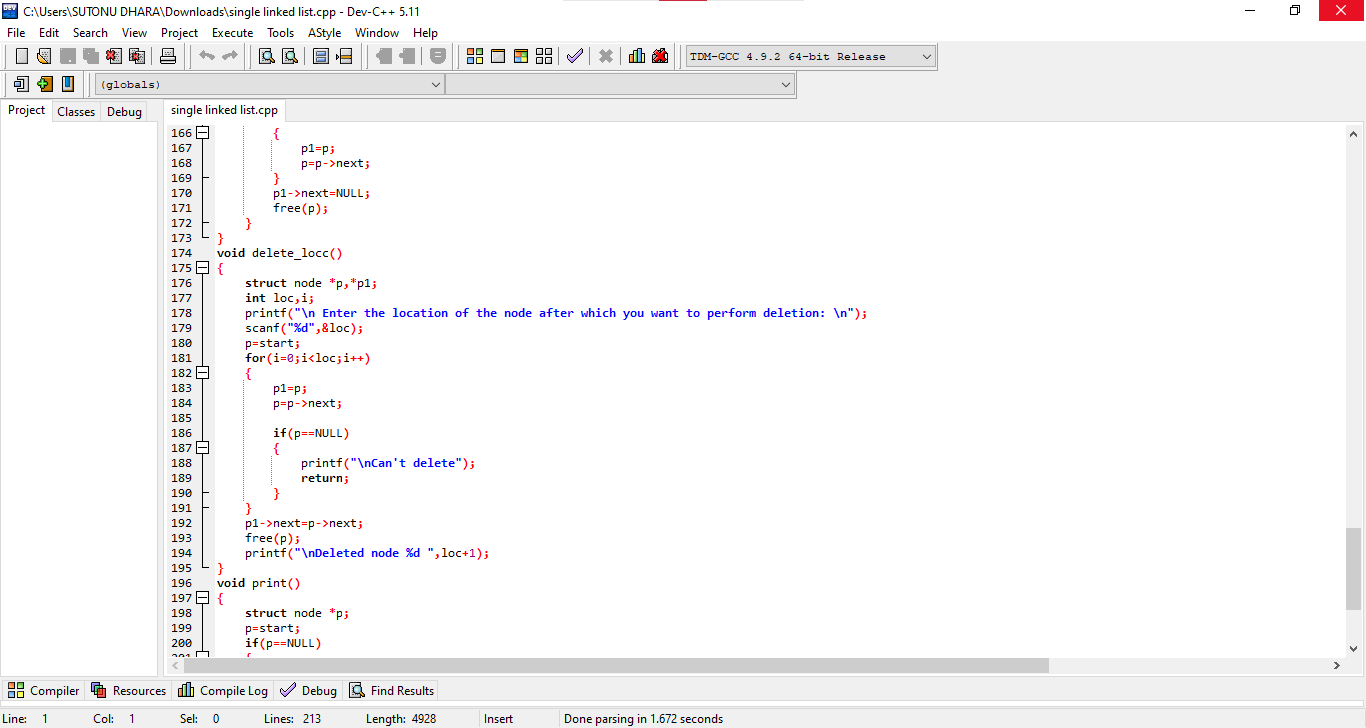 C:\Users\SUTONU DHARA\Downloads\single linked list.cpp - Dev-C++ 5.11
File Edit Search View Project Execute Tools AStyle Window Help
TDM-GCC 4.9.2 64-bit Release
(globals)
Project Classes Debug single linked list.cpp
166 {
167 p1=p;
168 p=p->next;
169 }
170 p1->next=NULL;
171 free(p);
172 }
173 }
174 void delete_locc()
175 {
176 struct node *p,*p1;
177 int loc,i;
178 printf("\n Enter the location of the node after which you want to perform deletion: \n");
179 scanf("%d",&loc);
180 p=start;
181 for(i=0;i<loc;i++)
182 {
183 p1=p;
184 p=p->next;
185
186 if(p==NULL)
187 {
188 printf("\nCan't delete");
189 return;
190 }
191 }
192 p1->next=p->next;
193 free(p);
194 printf("\nDeleted node %d ",loc+1);
195 }
196 void print()
197 {
198 struct node *p;
199 p=start;
200 if(p==NULL)
201 {
Compiler Resources Compile Log Debug Find Results
Line: 1 Col: 1 Sel: 0 Lines: 213 Length: 4928 Insert Done parsing in 1.672 seconds